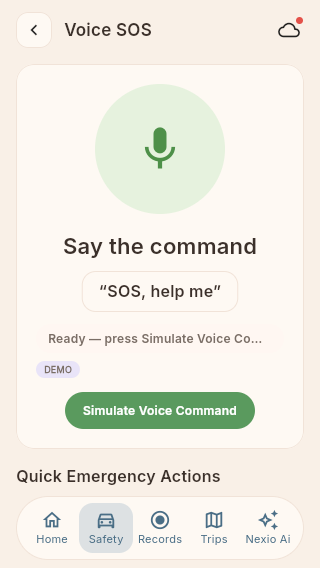 Voice SOS
Say the command
“SOS, help me”
Ready — press Simulate Voice Co...
DEMO
Simulate Voice Command
Quick Emergency Actions
Home
Safety
Records
Trips
Nexio Ai